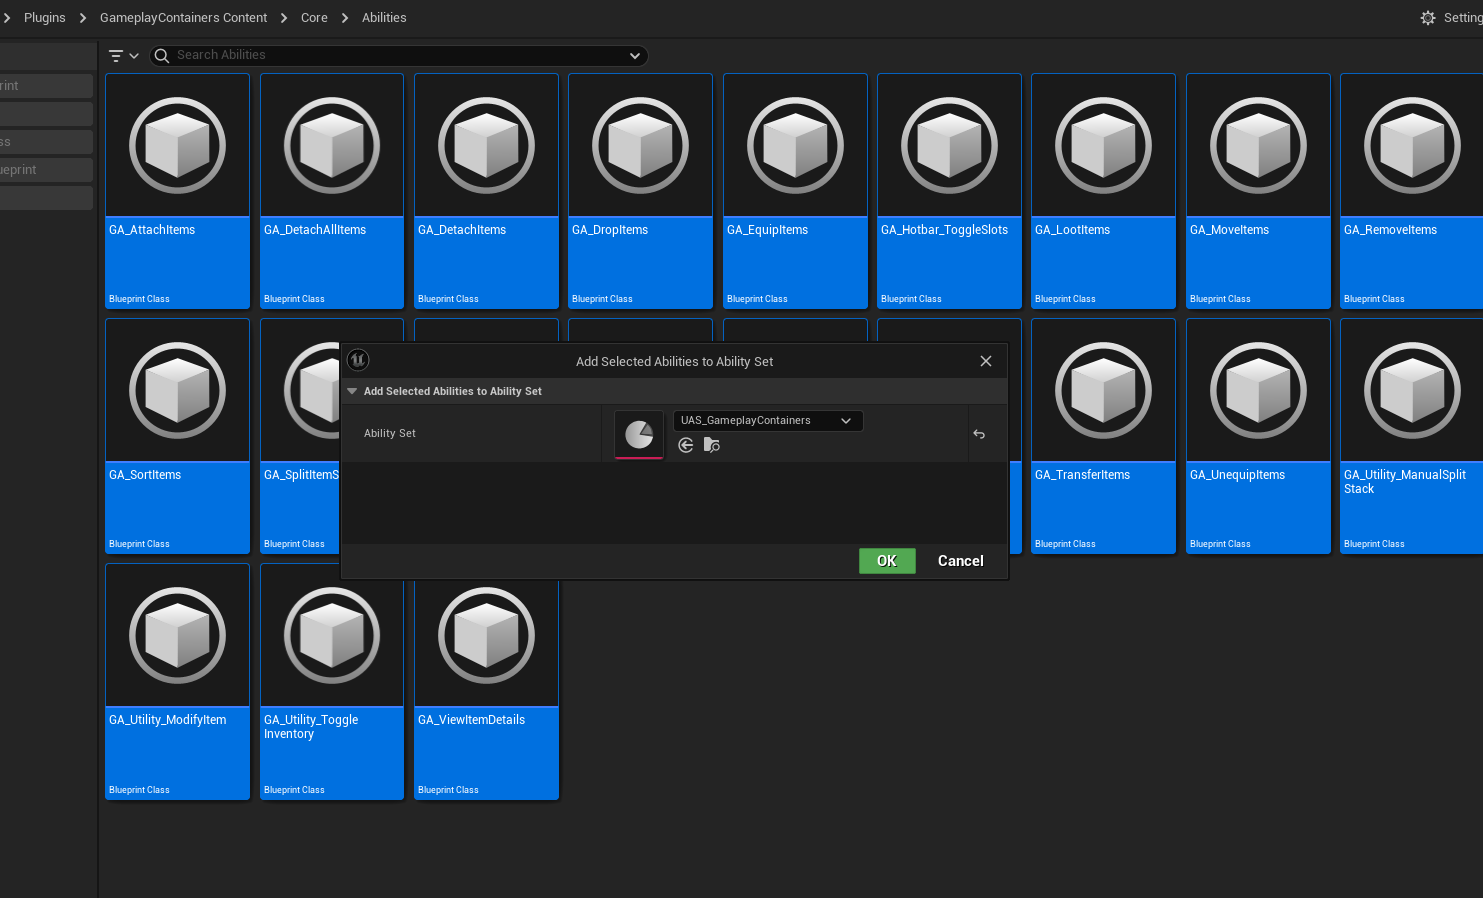 Plugins > GameplayContainers Content > Core > Abilities
Settin
Search Abilities
rint
ss
ueprint
GA_AttachItems
Blueprint Class
GA_DetachAllItems
Blueprint Class
GA_DetachItems
Blueprint Class
GA_DropItems
Blueprint Class
GA_EquipItems
Blueprint Class
GA_Hotbar_ToggleSlots
Blueprint Class
GA_LootItems
Blueprint Class
GA_MoveItems
Blueprint Class
GA_RemoveItems
Blueprint Class
GA_SortItems
Blueprint Class
GA_SplitItemS
Blueprint Class
Add Selected Abilities to Ability Set
Add Selected Abilities to Ability Set
Ability Set
UAS_GameplayContainers
OK
Cancel
GA_TransferItems
Blueprint Class
GA_UnequipItems
Blueprint Class
GA_Utility_ManualSplit
Stack
Blueprint Class
GA_Utility_ModifyItem
Blueprint Class
GA_Utility_Toggle
Inventory
Blueprint Class
GA_ViewItemDetails
Blueprint Class